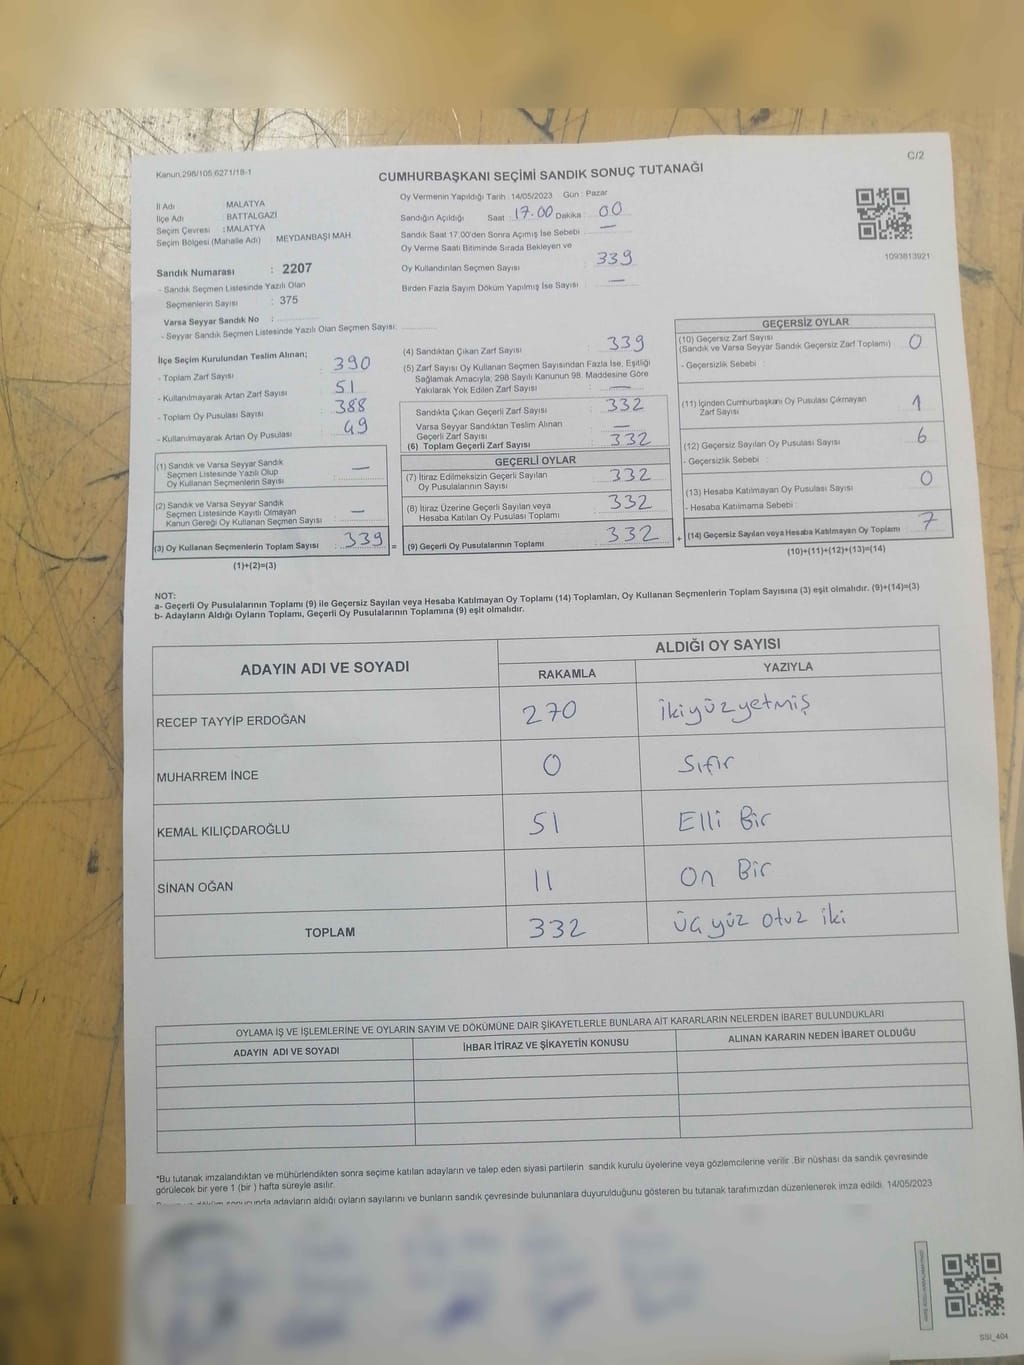 C/2
Kanun,298/105,6271/18-1
CUMHURBAŞKANI SEÇİMİ SANDIK SONUÇ TUTANAĞI
İl Adı : MALATYA
İlçe Adı : BATTALGAZİ
Seçim Çevresi : MALATYA
Seçim Bölgesi (Mahalle Adı) : MEYDANBAŞI MAH.
Sandık Numarası : 2207
- Sandık Seçmen Listesinde Yazılı Olan
Seçmenlerin Sayısı : 375
Varsa Seyyar Sandık No :
- Seyyar Sandık Seçmen Listesinde Yazılı Olan Seçmen Sayısı:
Oy Vermenin Yapıldığı Tarih : 14/05/2023 Gün : Pazar
Sandığın Açıldığı Saat : 17.00 Dakika : 00
Sandık Saat 17.00'den Sonra Açımış İse Sebebi : —
Oy Verme Saati Bitiminde Sırada Bekleyen ve
Oy Kullandırılan Seçmen Sayısı : 339
Birden Fazla Sayım Döküm Yapılmış İse Sayısı : —
1093813921
İlçe Seçim Kurulundan Teslim Alınan;
- Toplam Zarf Sayısı : 390
- Kullanılmayarak Artan Zarf Sayısı : 51
- Toplam Oy Pusulası Sayısı : 388
- Kullanılmayarak Artan Oy Pusulası : 49
(1) Sandık ve Varsa Seyyar Sandık
Seçmen Listesinde Yazılı Olup
Oy Kullanan Seçmenlerin Sayısı : —
(2) Sandık ve Varsa Seyyar Sandık
Seçmen Listesinde Kayıtlı Olmayan
Kanun Gereği Oy Kullanan Seçmen Sayısı : —
(3) Oy Kullanan Seçmenlerin Toplam Sayısı : 339 =
(1)+(2)=(3)
(4) Sandıktan Çıkan Zarf Sayısı : 339
(5) Zarf Sayısı Oy Kullanan Seçmen Sayısından Fazla İse, Eşitliği
Sağlamak Amacıyla; 298 Sayılı Kanunun 98. Maddesine Göre
Yakılarak Yok Edilen Zarf Sayısı : —
Sandıkta Çıkan Geçerli Zarf Sayısı : 332
Varsa Seyyar Sandıktan Teslim Alınan
Geçerli Zarf Sayısı : —
(6) Toplam Geçerli Zarf Sayısı : 332
GEÇERLİ OYLAR
(7) İtiraz Edilmeksizin Geçerli Sayılan
Oy Pusulalarının Sayısı : 332
(8) İtiraz Üzerine Geçerli Sayılan veya
Hesaba Katılan Oy Pusulası Toplamı : 332
(9) Geçerli Oy Pusulalarının Toplamı : 332 +
GEÇERSİZ OYLAR
(10) Geçersiz Zarf Sayısı
(Sandık ve Varsa Seyyar Sandık Geçersiz Zarf Toplamı) : 0
- Geçersizlik Sebebi :
(11) İçinden Cumhurbaşkanı Oy Pusulası Çıkmayan
Zarf Sayısı : 1
(12) Geçersiz Sayılan Oy Pusulası Sayısı : 6
- Geçersizlik Sebebi :
(13) Hesaba Katılmayan Oy Pusulası Sayısı : 0
- Hesaba Katılmama Sebebi :
(14) Geçersiz Sayılan veya Hesaba Katılmayan Oy Toplamı : 7
(10)+(11)+(12)+(13)=(14)
NOT:
a- Geçerli Oy Pusulalarının Toplamı (9) ile Geçersiz Sayılan veya Hesaba Katılmayan Oy Toplamı (14) Toplamları, Oy Kullanan Seçmenlerin Toplam Sayısına (3) eşit olmalıdır. (9)+(14)=(3)
b- Adayların Aldığı Oyların Toplamı, Geçerli Oy Pusulalarının Toplamına (9) eşit olmalıdır.
ADAYIN ADI VE SOYADI ALDIĞI OY SAYISI
RAKAMLA YAZIYLA
RECEP TAYYİP ERDOĞAN 270 ikiyüzyetmiş
MUHARREM İNCE 0 Sıfır
KEMAL KILIÇDAROĞLU 51 Elli Bir
SİNAN OĞAN 11 On Bir
TOPLAM 332 üç yüz otuz iki
OYLAMA İŞ VE İŞLEMLERİNE VE OYLARIN SAYIM VE DÖKÜMÜNE DAİR ŞİKAYETLERLE BUNLARA AİT KARARLARIN NELERDEN İBARET BULUNDUKLARI
ADAYIN ADI VE SOYADI İHBAR İTİRAZ VE ŞİKAYETİN KONUSU ALINAN KARARIN NEDEN İBARET OLDUĞU
*Bu tutanak imzalandıktan ve mühürlendikten sonra seçime katılan adayların ve talep eden siyasi partilerin sandık kurulu üyelerine veya gözlemcilerine verilir .Bir nüshası da sandık çevresinde
görülecek bir yere 1 (bir ) hafta süreyle asılır.
sonucunda adayların aldığı oyların sayılarını ve bunların sandık çevresinde bulunanlara duyurulduğunu gösteren bu tutanak tarafımızdan düzenlenerek imza edildi. 14/05/2023
SSI_404